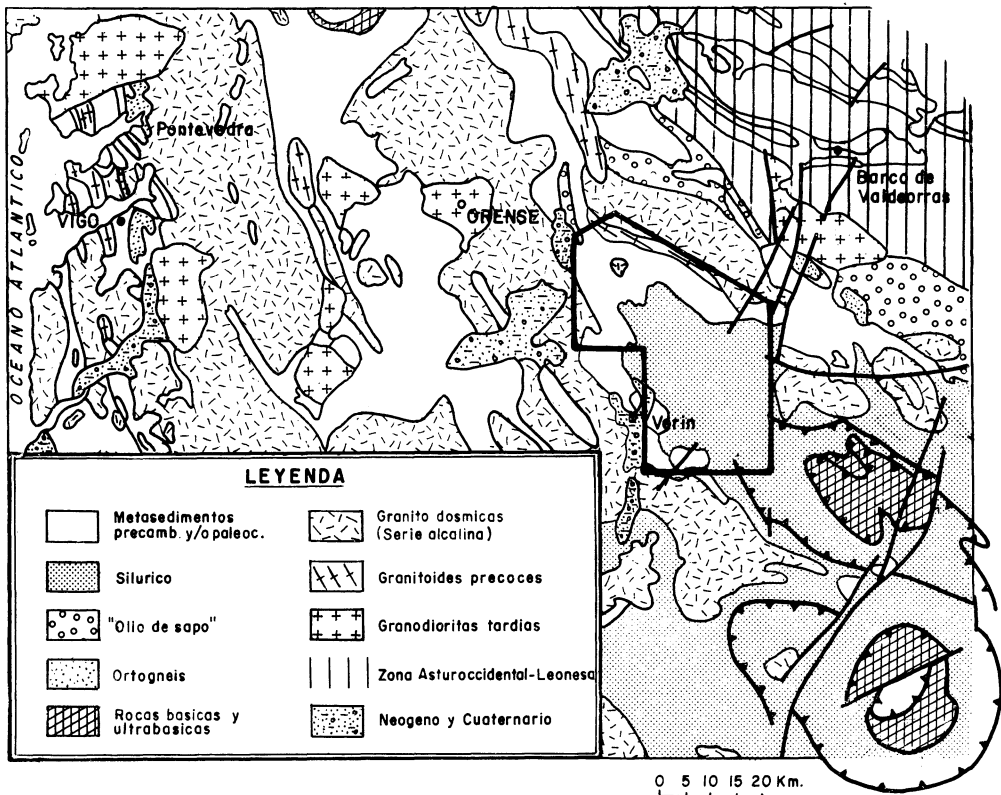 Pontevedra
VIGO
OCEANO ATLANTICO
ORENSE
Barco de
Valdeorras
Verin
LEYENDA
Metasedimentos
precamb. y/o paleoc.
Silurico
"Ollo de sapo"
Ortogneis
Rocas basicas y
ultrabasicas
Granito dosmicas
(Serie alcalina)
Granitoides precoces
Granodioritas tardias
Zona Asturoccidental-Leonesa
Neogeno y Cuaternario
0 5 10 15 20 Km.